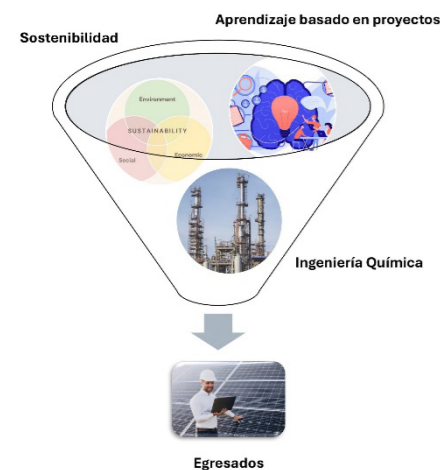 Aprendizaje basado en proyectos
Sostenibilidad
Environment
SUSTAINABILITY
Social
Economic
Ingeniería Química
Egresados